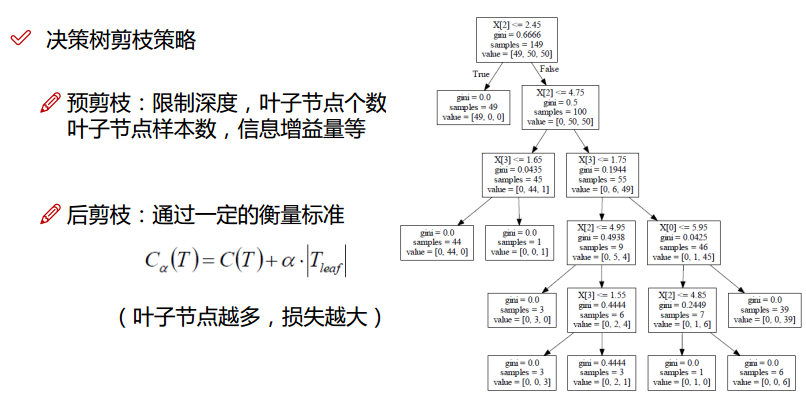 决策树剪枝策略
预剪枝：限制深度，叶子节点个数
叶子节点样本数，信息增益量等
后剪枝：通过一定的衡量标准
Cα(T) = C(T) + α · |Tleaf|
（叶子节点越多，损失越大）
X[2] <= 2.45
gini = 0.6666
samples = 149
value = [49, 50, 50]
True
False
gini = 0.0
samples = 49
value = [49, 0, 0]
X[2] <= 4.75
gini = 0.5
samples = 100
value = [0, 50, 50]
X[3] <= 1.65
gini = 0.0435
samples = 45
value = [0, 44, 1]
X[3] <= 1.75
gini = 0.1944
samples = 55
value = [0, 6, 49]
gini = 0.0
samples = 44
value = [0, 44, 0]
gini = 0.0
samples = 1
value = [0, 0, 1]
X[2] <= 4.95
gini = 0.4938
samples = 9
value = [0, 5, 4]
X[0] <= 5.95
gini = 0.0425
samples = 46
value = [0, 1, 45]
gini = 0.0
samples = 3
value = [0, 3, 0]
X[3] <= 1.55
gini = 0.4444
samples = 6
value = [0, 2, 4]
X[2] <= 4.85
gini = 0.2449
samples = 7
value = [0, 1, 6]
gini = 0.0
samples = 39
value = [0, 0, 39]
gini = 0.0
samples = 3
value = [0, 0, 3]
gini = 0.4444
samples = 3
value = [0, 2, 1]
gini = 0.0
samples = 1
value = [0, 1, 0]
gini = 0.0
samples = 6
value = [0, 0, 6]